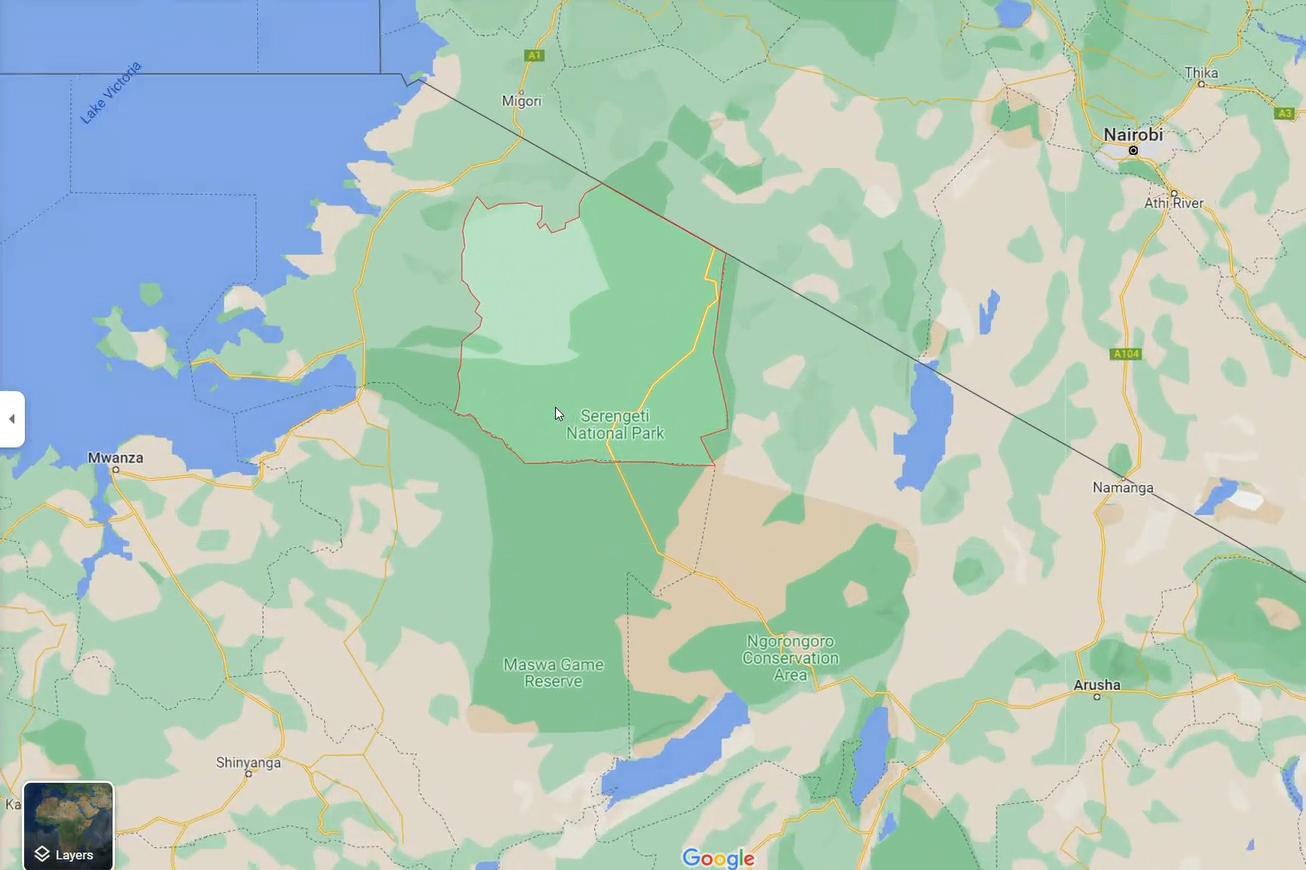 A1
Lake Victoria
Thika
Migori
A3
Nairobi
Athi River
A104
Serengeti
National Park
Mwanza
Namanga
Ngorongoro
Conservation
Area
Maswa Game
Reserve
Arusha
Shinyanga
Ka
Layers
Google